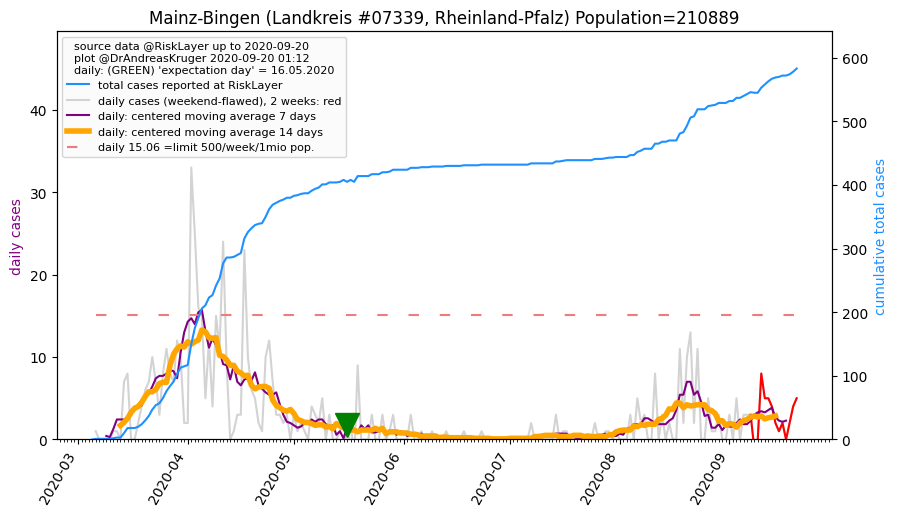 Mainz-Bingen (Landkreis #07339, Rheinland-Pfalz) Population=210889
source data @RiskLayer up to 2020-09-20
plot @DrAndreasKruger 2020-09-20 01:12
daily: (GREEN) 'expectation day' = 16.05.2020
total cases reported at RiskLayer
daily cases (weekend-flawed), 2 weeks: red
daily: centered moving average 7 days
daily: centered moving average 14 days
daily 15.06 =limit 500/week/1mio pop.
daily cases
40
30
20
10
0
600
500
400
300
200
100
0
cumulative total cases
2020-03
2020-04
2020-05
2020-06
2020-07
2020-08
2020-09